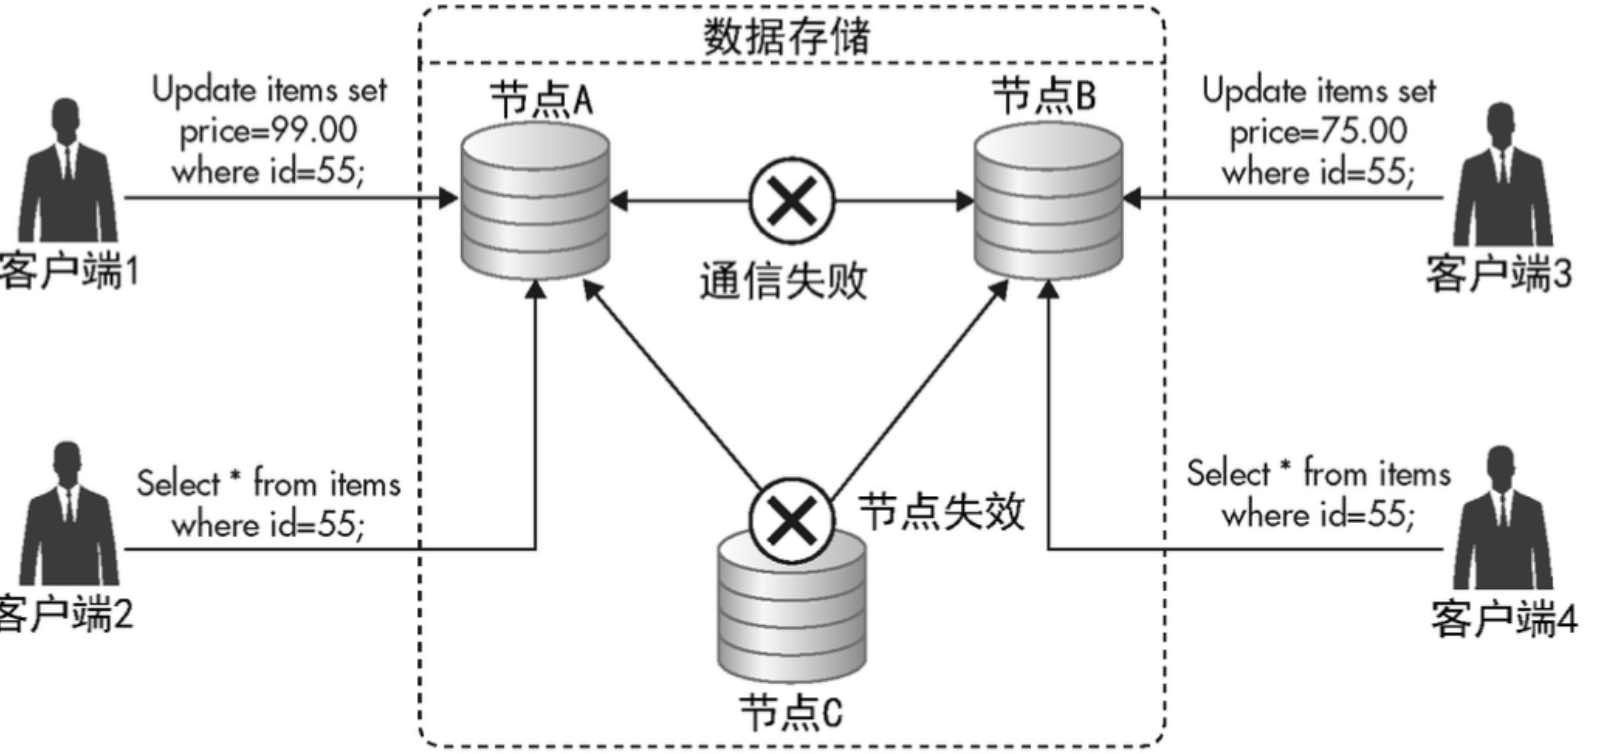 数据存储
节点A
节点B
Update items set
price=99.00
where id=55;
Update items set
price=75.00
where id=55;
客户端1
通信失败
客户端3
Select * from items
where id=55;
节点失效
Select * from items
where id=55;
客户端2
客户端4
节点C